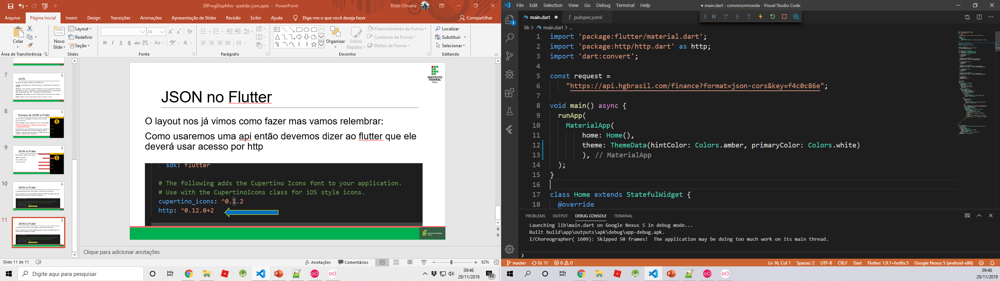 20ProgDispMov -padrão json.pptx - PowerPoint
Rildo Oliveira
Arquivo Página Inicial Inserir Design Transições Animações Apresentação de Slides Revisão Exibir Ajuda Diga-me o que você deseja fazer Compartilhar
Colar
Novo Slide
Layout
Redefinir
Seção
24
N I S S abc AV Aa A
Organizar
Estilos Rápidos
Preenchimento da Forma
Contorno da Forma
Efeitos de Forma
Localizar
Substituir
Selecionar
Área de Transferência Slides Fonte Parágrafo Desenho Editando
7
JSON
8
Exemplo de JSON no Flutter
9
JSON no Flutter
10
JSON no Flutter
11
JSON no Flutter
INSTITUTO
FEDERAL
Piauí
JSON no Flutter
O layout nos já vimos como fazer mas vamos relembrar:
Como usaremos uma api então devemos dizer ao flutter que ele
deverá usar acesso por http
sdk: flutter
# The following adds the Cupertino Icons font to your application.
# Use with the CupertinoIcons class for iOS style icons.
cupertino_icons: ^0.1.2
http: ^0.12.0+2
INSTITUTO FEDERAL
Piauí
Clique para adicionar anotações
Slide 11 de 11 Anotações Comentários 82%
Digite aqui para pesquisar
09:46
29/11/2019
30
File Edit Selection View Go Debug Terminal Help
● main.dart - conversormoeda - Visual Studio Code
1
main.dart ● ! pubspec.yaml
lib > main.dart > ...
1 import 'package:flutter/material.dart';
2 import 'package:http/http.dart' as http;
3 import 'dart:convert';
4
5 const request =
6 "https://api.hgbrasil.com/finance?format=json-cors&key=f4c0c86e";
7
8 void main() async {
9 runApp(
10 MaterialApp(
11 home: Home(),
12 theme: ThemeData(hintColor: Colors.amber, primaryColor: Colors.white)
13 ), // MaterialApp
14 );
15 }
16
17 class Home extends StatefulWidget {
18 @override
PROBLEMS OUTPUT DEBUG CONSOLE TERMINAL
Launching lib\main.dart on Google Nexus 5 in debug mode...
Built build\app\outputs\apk\debug\app-debug.apk.
I/Choreographer( 1609): Skipped 50 frames!  The application may be doing too much work on its main thread.
master 0↓ 1↑ 0 0
Ln 16, Col 1 Spaces: 2 UTF-8 CRLF Dart Flutter: 1.9.1+hotfix.5 Google Nexus 5 (android-x86)
09:46
29/11/2019